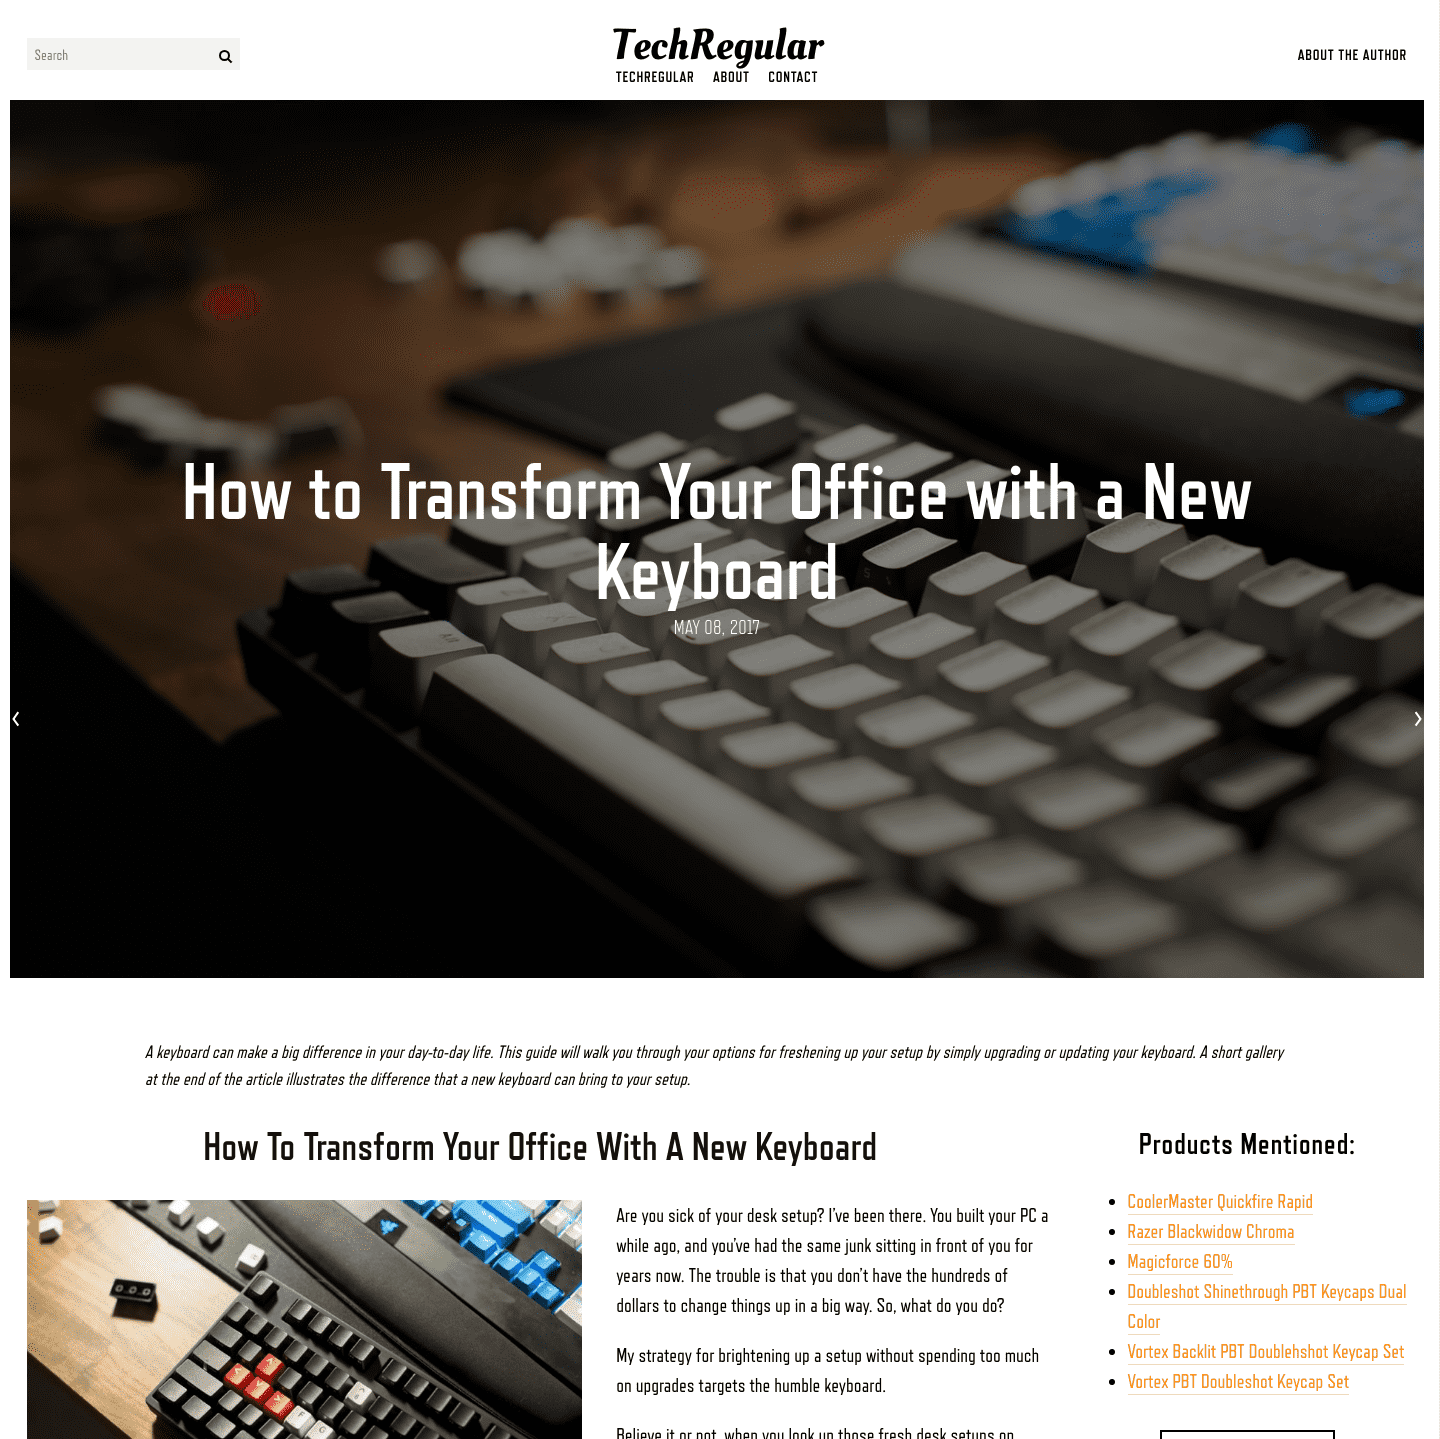 Search
TechRegular
TECHREGULAR ABOUT CONTACT
ABOUT THE AUTHOR
How to Transform Your Office with a New
Keyboard
MAY 08, 2017
A keyboard can make a big difference in your day-to-day life. This guide will walk you through your options for freshening up your setup by simply upgrading or updating your keyboard. A short gallery
at the end of the article illustrates the difference that a new keyboard can bring to your setup.
How To Transform Your Office With A New Keyboard
Are you sick of your desk setup? I've been there. You built your PC a
while ago, and you've had the same junk sitting in front of you for
years now. The trouble is that you don't have the hundreds of
dollars to change things up in a big way. So, what do you do?
My strategy for brightening up a setup without spending too much
on upgrades targets the humble keyboard.
Believe it or not, when you look up those fresh desk setups on
Products Mentioned:
CoolerMaster Quickfire Rapid
Razer Blackwidow Chroma
Magicforce 60%
Doubleshot Shinethrough PBT Keycaps Dual
Color
Vortex Backlit PBT Doublehshot Keycap Set
Vortex PBT Doubleshot Keycap Set